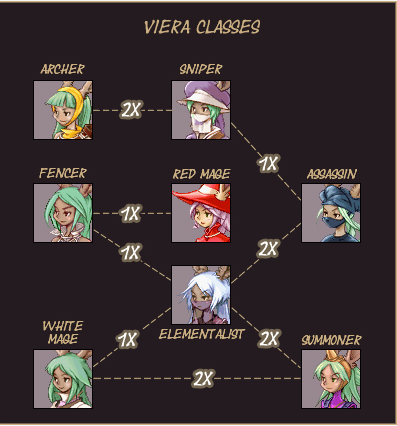 VIERA CLASSES
ARCHER
SNIPER
2X
1X
FENCER
RED MAGE
ASSASSIN
1X
1X
2X
WHITE
MAGE
ELEMENTALIST
SUMMONER
1X
2X
2X